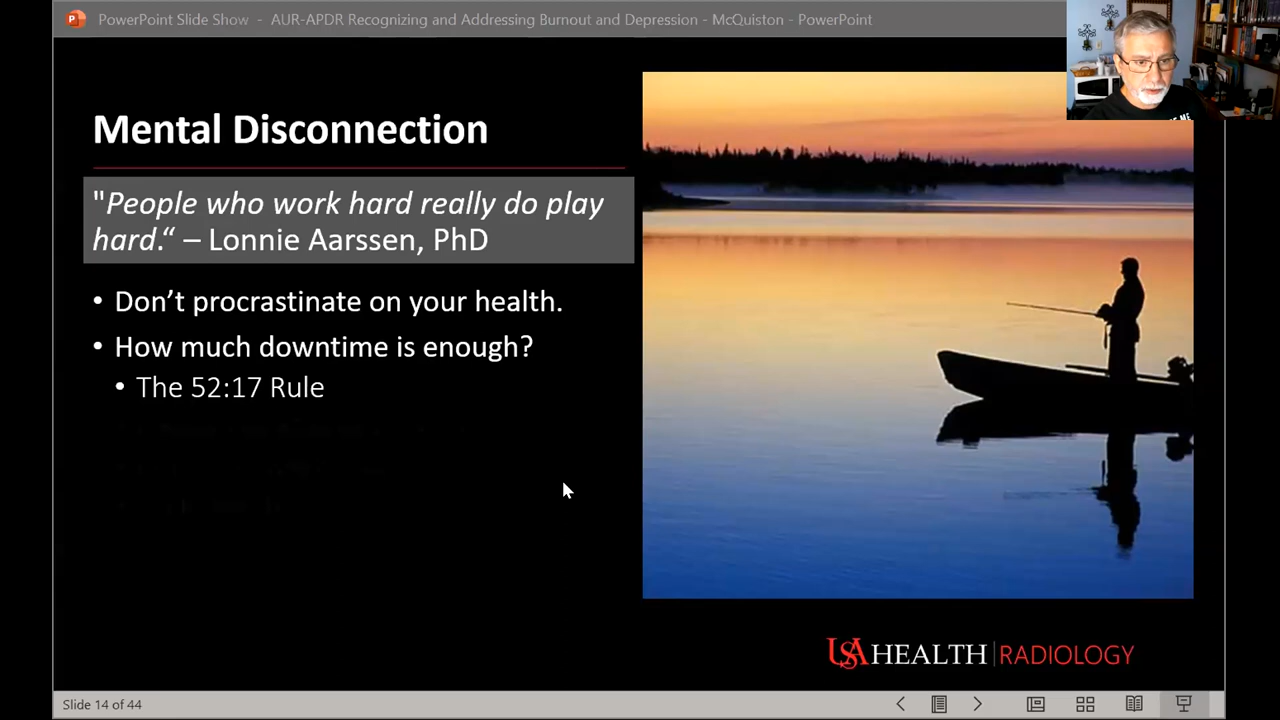 PowerPoint Slide Show - AUR-APDR Recognizing and Addressing Burnout and Depression - McQuiston - PowerPoint
Mental Disconnection
"People who work hard really do play
hard.“ – Lonnie Aarssen, PhD
• Don’t procrastinate on your health.
• How much downtime is enough?
• The 52:17 Rule
USA HEALTH | RADIOLOGY
Slide 14 of 44